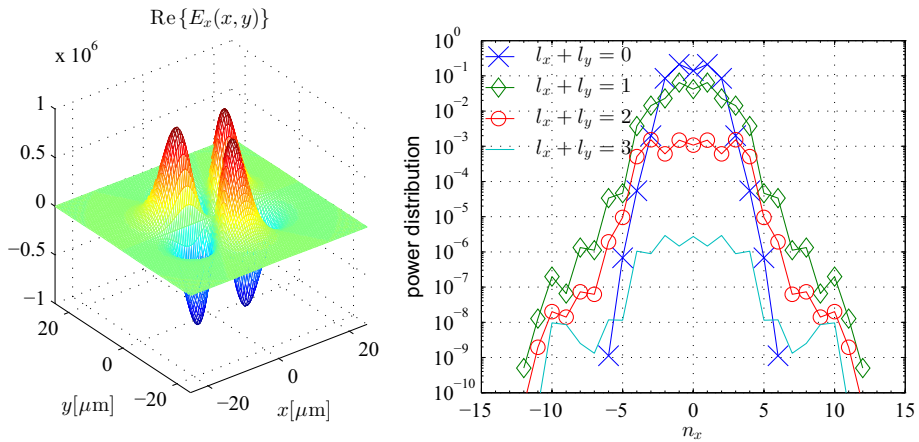 Re{E_x(x, y)}
x 10^6
1
0.5
0
−0.5
−1
20
0
−20
y[μm]
−20
0
20
x[μm]
10^0
10^−1
10^−2
10^−3
10^−4
10^−5
10^−6
10^−7
10^−8
10^−9
10^−10
power distribution
l_x + l_y = 0
l_x + l_y = 1
l_x + l_y = 2
l_x + l_y = 3
−15
−10
−5
0
5
10
15
n_x